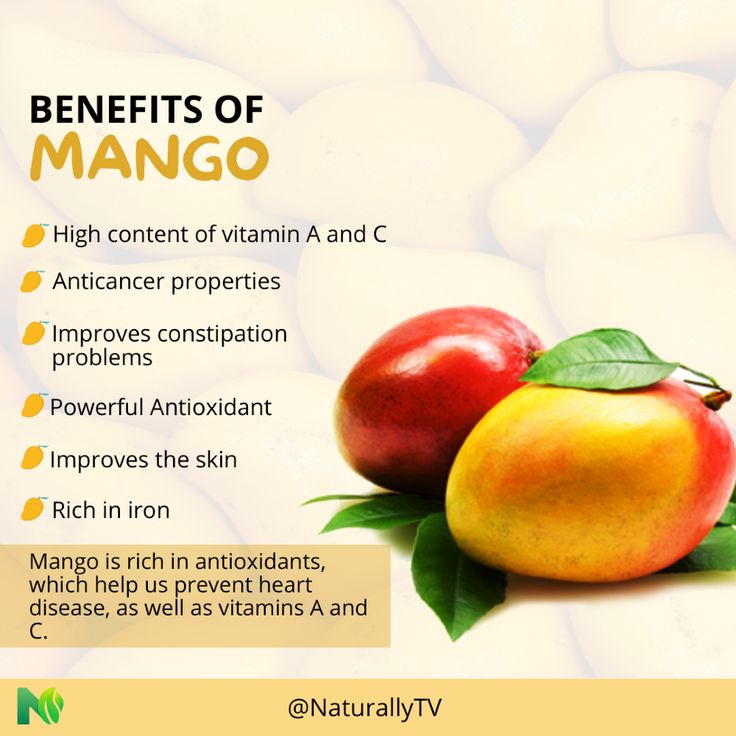 BENEFITS OF
MANGO
High content of vitamin A and C
Anticancer properties
Improves constipation
problems
Powerful Antioxidant
Improves the skin
Rich in iron
Mango is rich in antioxidants,
which help us prevent heart
disease, as well as vitamins A and
C.
@NaturallyTV